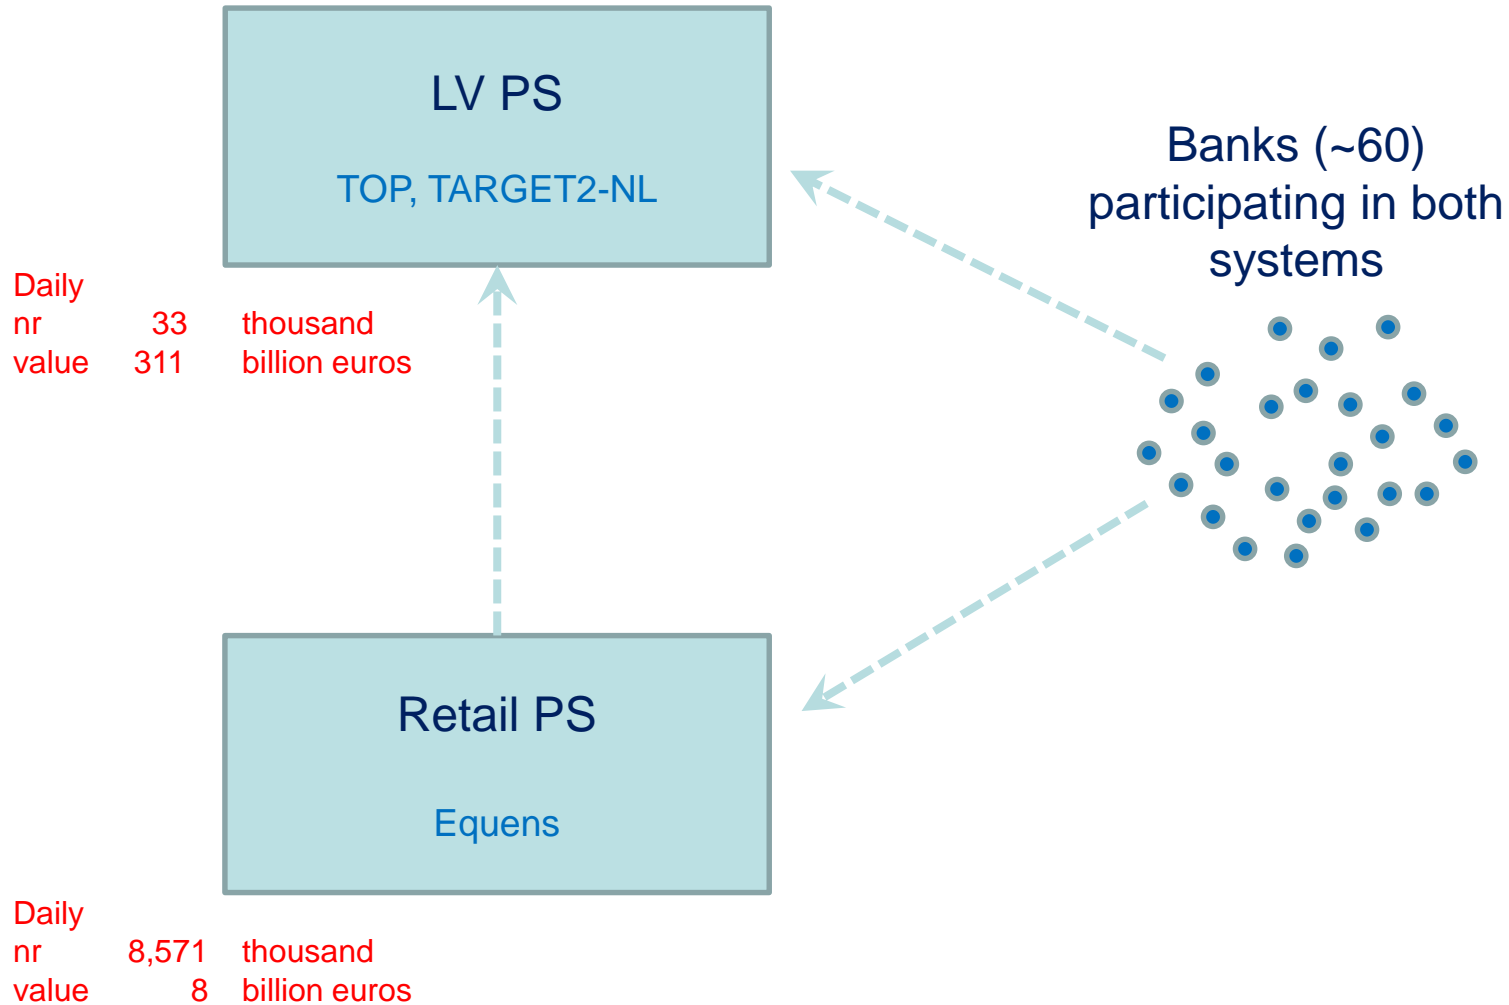 LV PS
TOP, TARGET2-NL
Banks (~60)
participating in both
systems
Daily
nr 33 thousand
value 311 billion euros
Retail PS
Equens
Daily
nr 8,571 thousand
value 8 billion euros